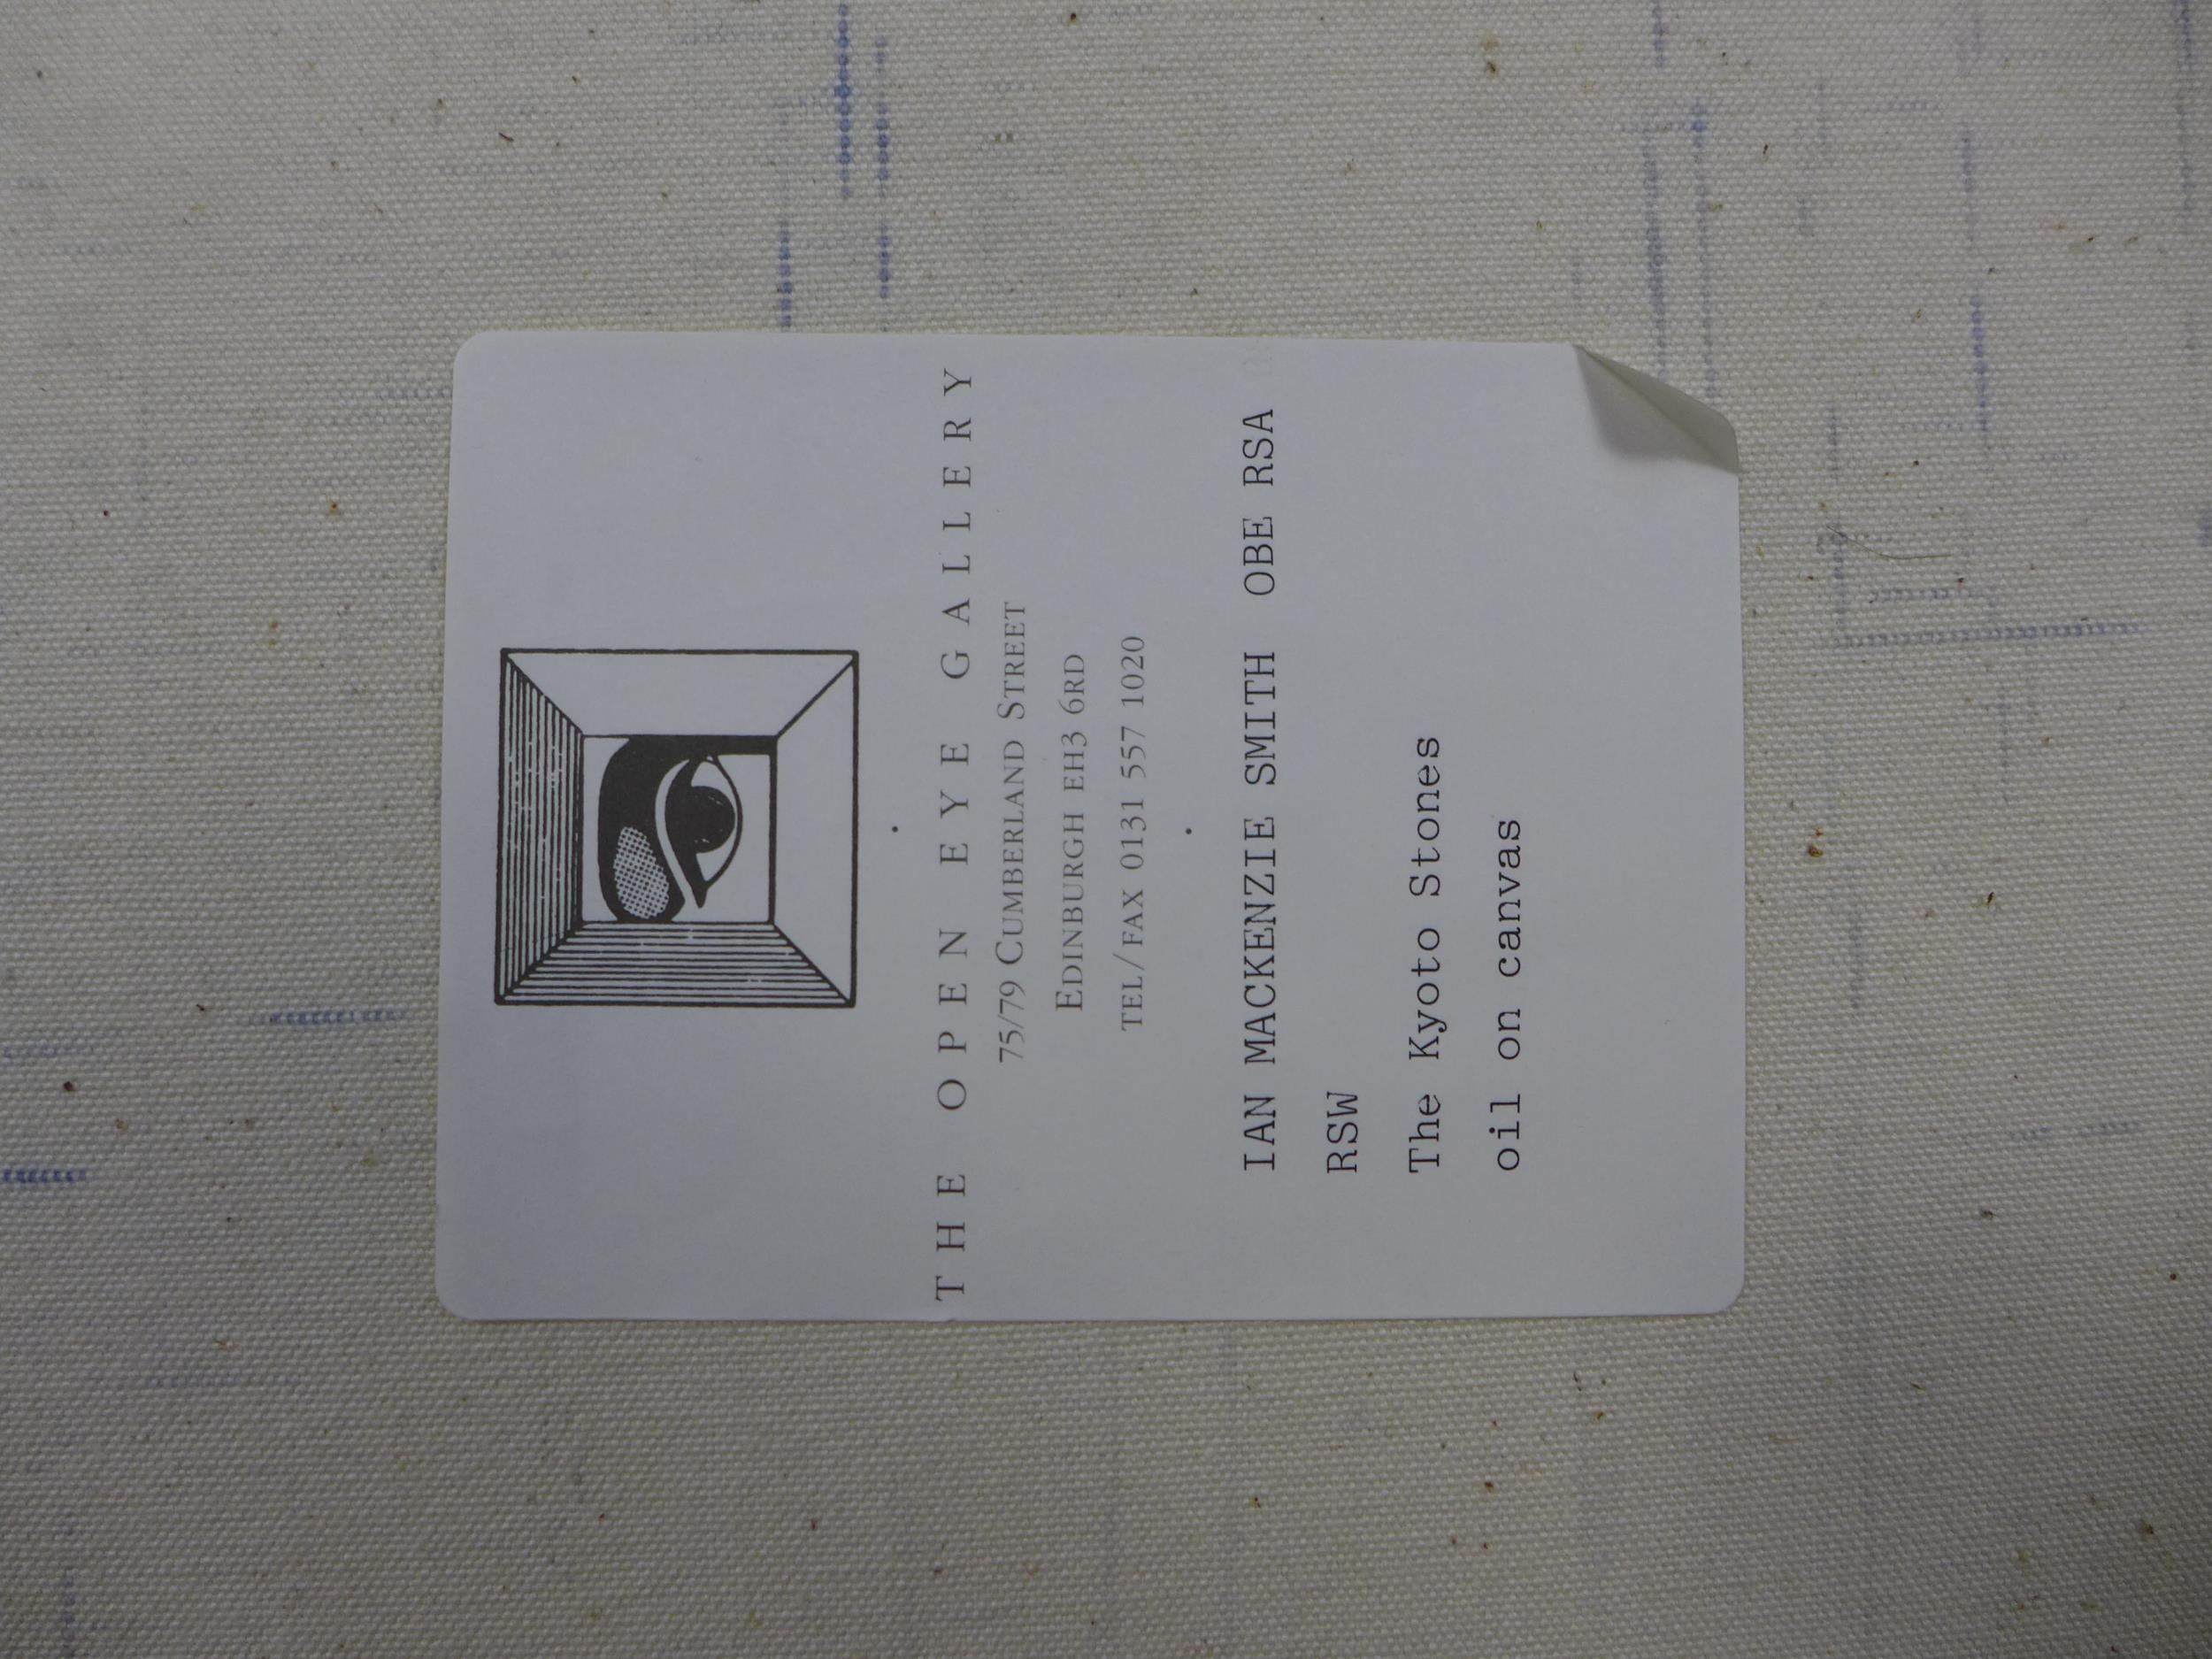 THE OPEN EYE GALLERY
75/79 CUMBERLAND STREET
EDINBURGH EH3 6RD
TEL/FAX 0131 557 1020
IAN MACKENZIE SMITH OBE RSA
RSW
The Kyoto Stones
oil on canvas